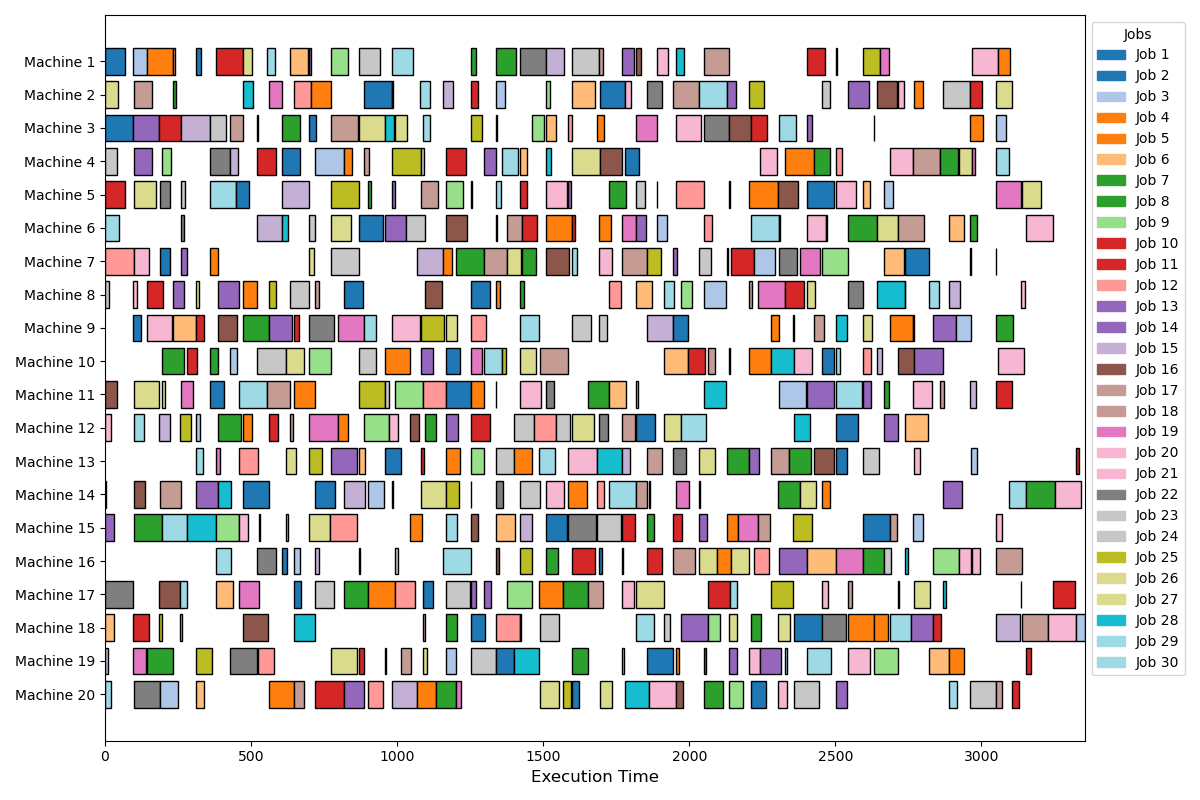 Machine 1
Machine 2
Machine 3
Machine 4
Machine 5
Machine 6
Machine 7
Machine 8
Machine 9
Machine 10
Machine 11
Machine 12
Machine 13
Machine 14
Machine 15
Machine 16
Machine 17
Machine 18
Machine 19
Machine 20
0 500 1000 1500 2000 2500 3000
Execution Time
Jobs
Job 1
Job 2
Job 3
Job 4
Job 5
Job 6
Job 7
Job 8
Job 9
Job 10
Job 11
Job 12
Job 13
Job 14
Job 15
Job 16
Job 17
Job 18
Job 19
Job 20
Job 21
Job 22
Job 23
Job 24
Job 25
Job 26
Job 27
Job 28
Job 29
Job 30